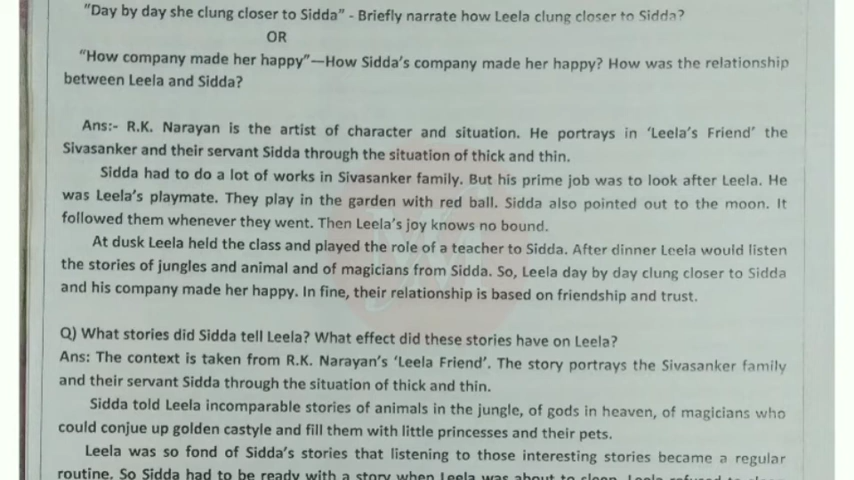 "Day by day she clung closer to Sidda" - Briefly narrate how Leela clung closer to Sidda?
OR
"How company made her happy"—How Sidda's company made her happy? How was the relationship
between Leela and Sidda?
Ans:- R.K. Narayan is the artist of character and situation. He portrays in 'Leela's Friend' the
Sivasanker and their servant Sidda through the situation of thick and thin.
Sidda had to do a lot of works in Sivasanker family. But his prime job was to look after Leela. He
was Leela's playmate. They play in the garden with red ball. Sidda also pointed out to the moon. It
followed them whenever they went. Then Leela's joy knows no bound.
At dusk Leela held the class and played the role of a teacher to Sidda. After dinner Leela would listen
the stories of jungles and animal and of magicians from Sidda. So, Leela day by day clung closer to Sidda
and his company made her happy. In fine, their relationship is based on friendship and trust.
Q) What stories did Sidda tell Leela? What effect did these stories have on Leela?
Ans: The context is taken from R.K. Narayan's 'Leela Friend'. The story portrays the Sivasanker family
and their servant Sidda through the situation of thick and thin.
Sidda told Leela incomparable stories of animals in the jungle, of gods in heaven, of magicians who
could conjue up golden castyle and fill them with little princesses and their pets.
Leela was so fond of Sidda's stories that listening to those interesting stories became a regular
routine. So Sidda had to be ready with a story when Leela was about to sleep. Leela refused to